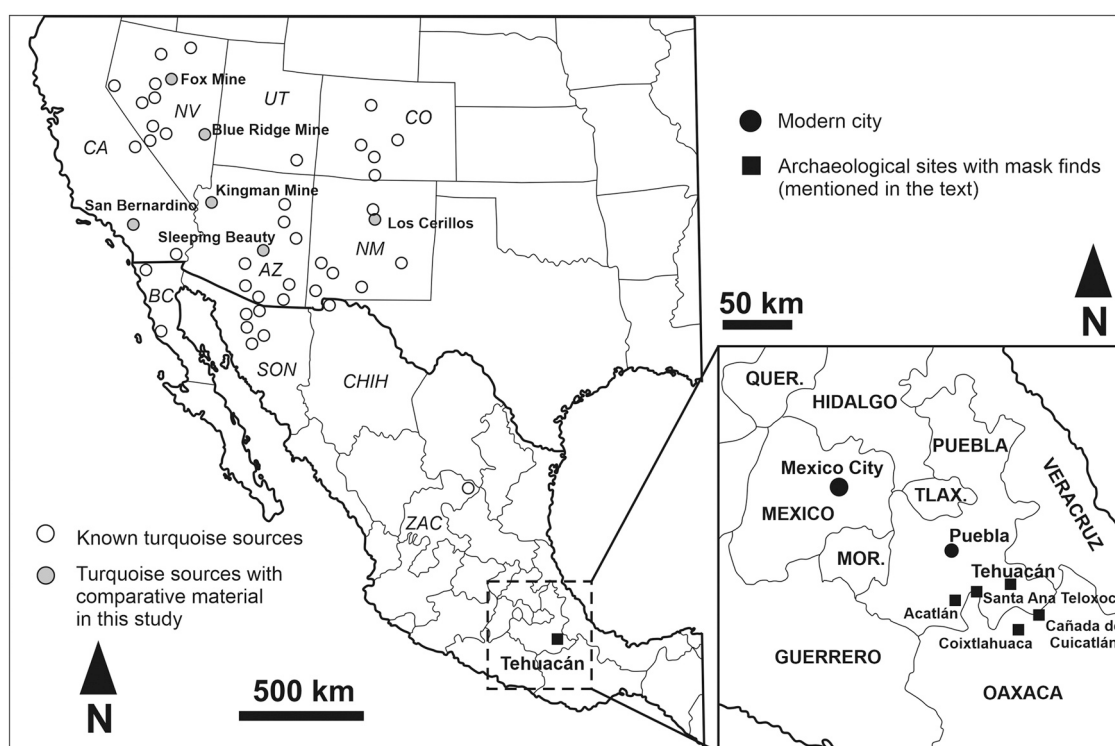 Fox Mine
NV
UT
CO
Blue Ridge Mine
CA
Kingman Mine
San Bernardino
Los Cerillos
Sleeping Beauty
NM
AZ
BC
SON
CHIH
ZAC
Known turquoise sources
Turquoise sources with
comparative material
in this study
N
500 km
Tehuacán
Modern city
Archaeological sites with mask finds
(mentioned in the text)
50 km
N
QUER.
HIDALGO
PUEBLA
Mexico City
TLAX.
VERACRUZ
MEXICO
Puebla
MOR.
Tehuacán
Santa Ana Teloxoc
Acatlán
Cañada de
Cuicatlán
Coixtlahuaca
GUERRERO
OAXACA